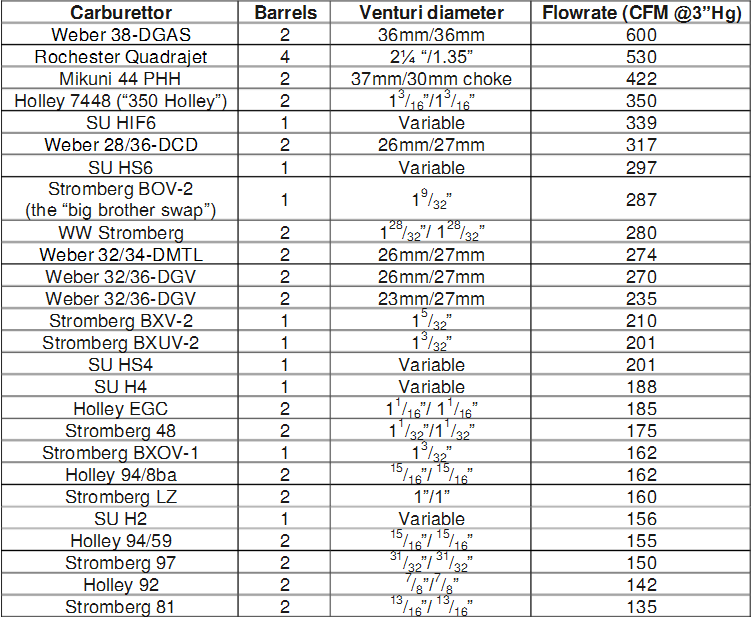 Carburettor Barrels Venturi diameter Flowrate (CFM @3”Hg)
Weber 38-DGAS 2 36mm/36mm 600
Rochester Quadrajet 4 2¼ “/1.35” 530
Mikuni 44 PHH 2 37mm/30mm choke 422
Holley 7448 (“350 Holley”) 2 1 3/16”/1 3/16” 350
SU HIF6 1 Variable 339
Weber 28/36-DCD 2 26mm/27mm 317
SU HS6 1 Variable 297
Stromberg BOV-2
(the “big brother swap”) 1 1 9/32” 287
WW Stromberg 2 1 28/32”/ 1 28/32” 280
Weber 32/34-DMTL 2 26mm/27mm 274
Weber 32/36-DGV 2 26mm/27mm 270
Weber 32/36-DGV 2 23mm/27mm 235
Stromberg BXV-2 1 1 5/32” 210
Stromberg BXUV-2 1 1 3/32” 201
SU HS4 1 Variable 201
SU H4 1 Variable 188
Holley EGC 2 1 1/16”/ 1 1/16” 185
Stromberg 48 2 1 1/32”/1 1/32” 175
Stromberg BXOV-1 1 1 3/32” 162
Holley 94/8ba 2 15/16”/ 15/16” 162
Stromberg LZ 2 1”/1” 160
SU H2 1 Variable 156
Holley 94/59 2 15/16”/ 15/16” 155
Stromberg 97 2 31/32”/ 31/32” 150
Holley 92 2 7/8”/7/8” 142
Stromberg 81 2 13/16”/ 13/16” 135